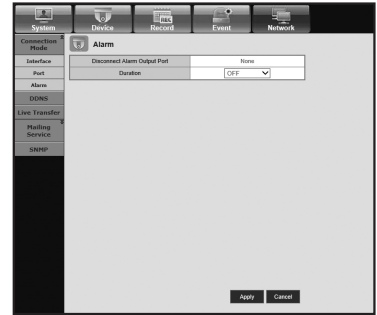 System Device Record Event Network
REC
Connection Mode
Alarm
Interface
Disconnect Alarm Output Port None
Port
Duration OFF
Alarm
DDNS
Live Transfer
Mailing Service
SNMP
Apply Cancel